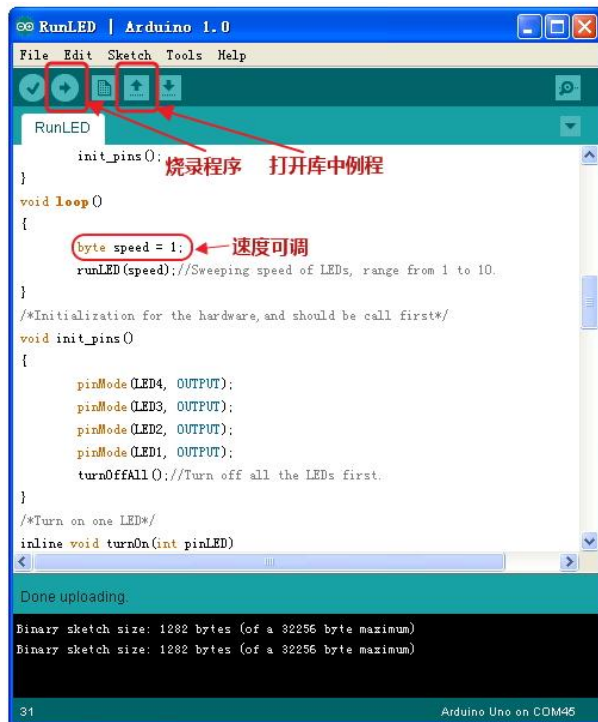 RunLED | Arduino 1.0
File Edit Sketch Tools Help
RunLED
init_pins();
烧录程序 打开库中例程
}
void loop()
{
byte speed = 1; 速度可调
runLED(speed);//Sweeping speed of LEDs, range from 1 to 10.
}
/*Initialization for the hardware,and should be call first*/
void init_pins()
{
pinMode(LED4, OUTPUT);
pinMode(LED3, OUTPUT);
pinMode(LED2, OUTPUT);
pinMode(LED1, OUTPUT);
turnOffAll();//Turn off all the LEDs first.
}
/*Turn on one LED*/
inline void turnOn(int pinLED)
Done uploading.
Binary sketch size: 1282 bytes (of a 32256 byte maximum)
Binary sketch size: 1282 bytes (of a 32256 byte maximum)
31 Arduino Uno on COM45